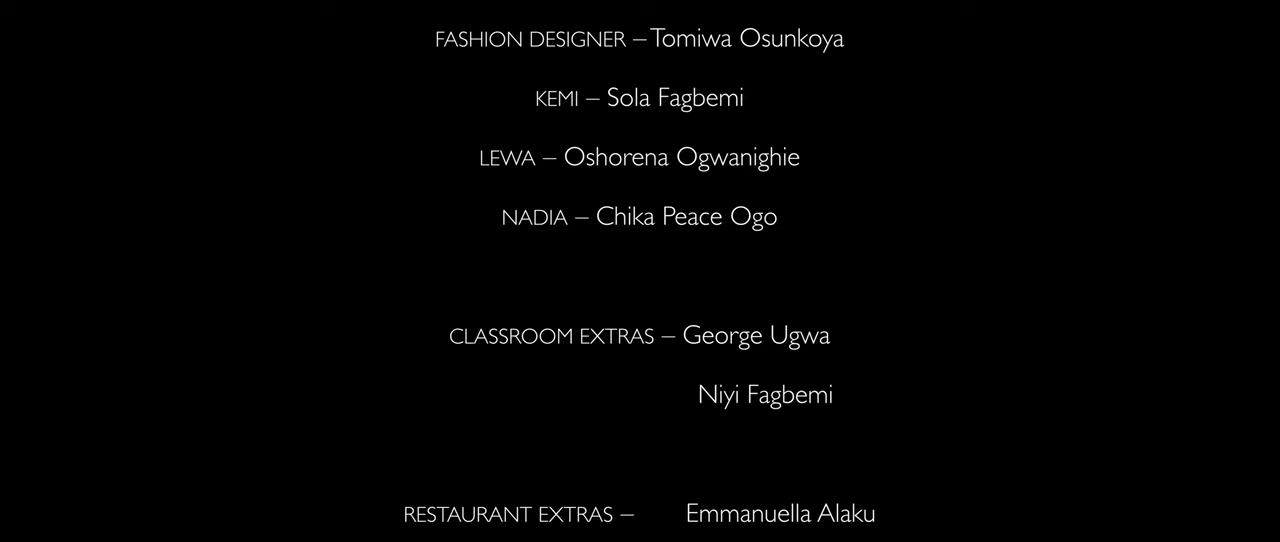 FASHION DESIGNER – Tomiwa Osunkoya
KEMI – Sola Fagbemi
LEWA – Oshorena Ogwanighie
NADIA – Chika Peace Ogo
CLASSROOM EXTRAS – George Ugwa
Niyi Fagbemi
RESTAURANT EXTRAS – Emmanuella Alaku